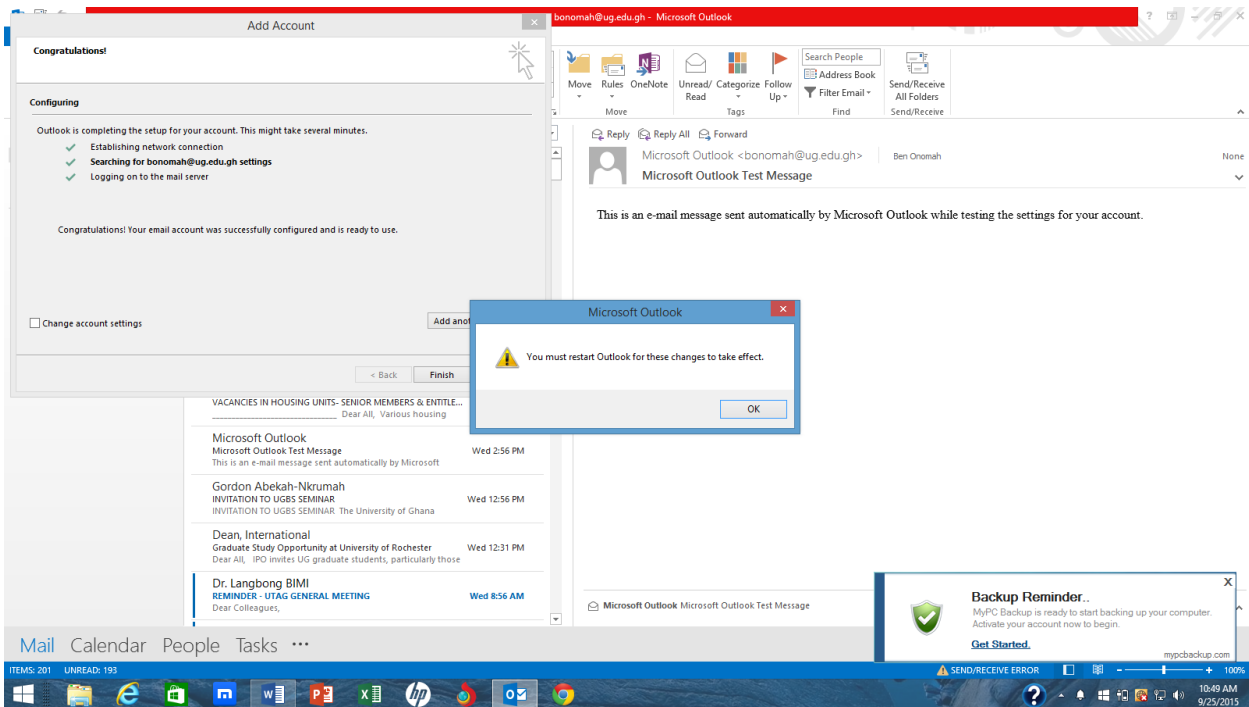 Add Account
bonomah@ug.edu.gh - Microsoft Outlook
Congratulations!
Configuring
Outlook is completing the setup for your account. This might take several minutes.
Establishing network connection
Searching for bonomah@ug.edu.gh settings
Logging on to the mail server
Congratulations! Your email account was successfully configured and is ready to use.
Change account settings
Add anot
< Back
Finish
Move
Rules
OneNote
Unread/
Read
Categorize
Follow
Up
Search People
Address Book
Filter Email
Send/Receive
All Folders
Move
Tags
Find
Send/Receive
Reply
Reply All
Forward
Microsoft Outlook <bonomah@ug.edu.gh>
Ben Onomah
None
Microsoft Outlook Test Message
This is an e-mail message sent automatically by Microsoft Outlook while testing the settings for your account.
Microsoft Outlook
You must restart Outlook for these changes to take effect.
OK
VACANCIES IN HOUSING UNITS- SENIOR MEMBERS & ENTITLE...
Dear All, Various housing
Microsoft Outlook
Microsoft Outlook Test Message Wed 2:56 PM
This is an e-mail message sent automatically by Microsoft
Gordon Abekah-Nkrumah
INVITATION TO UGBS SEMINAR Wed 12:56 PM
INVITATION TO UGBS SEMINAR The University of Ghana
Dean, International
Graduate Study Opportunity at University of Rochester Wed 12:31 PM
Dear All, IPO invites UG graduate students, particularly those
Dr. Langbong BIMI
REMINDER - UTAG GENERAL MEETING Wed 8:56 AM
Dear Colleagues,
Microsoft Outlook Microsoft Outlook Test Message
Backup Reminder..
X
MyPC Backup is ready to start backing up your computer.
Activate your account now to begin.
Get Started.
mypcbackup.com
Mail Calendar People Tasks ...
ITEMS: 201 UNREAD: 193
SEND/RECEIVE ERROR
100%
10:49 AM
9/25/2015